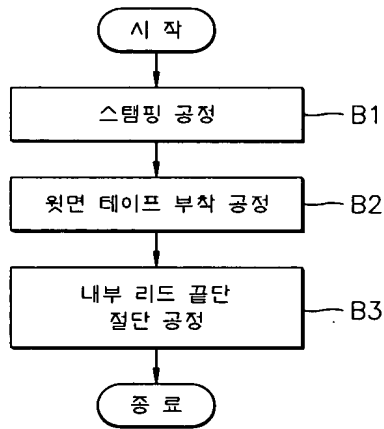 시 작
스탬핑 공정
B1
윗면 테이프 부착 공정
B2
내부 리드 끝단
절단 공정
B3
종 료